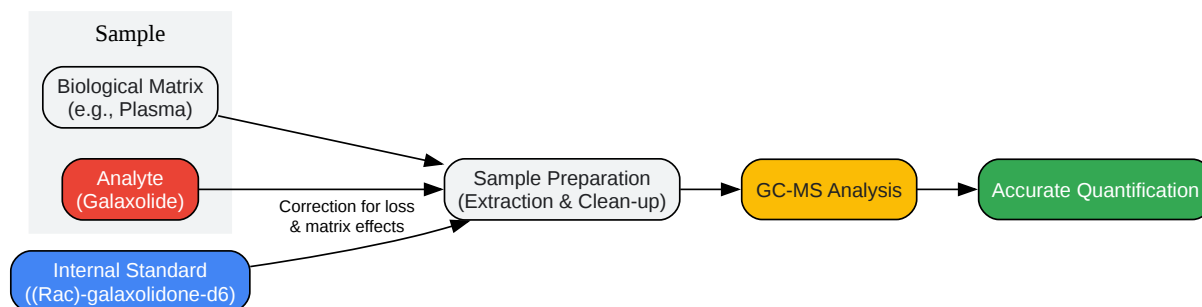 Sample
Biological Matrix
(e.g., Plasma)
Analyte
(Galaxolide)
Internal Standard
((Rac)-galaxolidone-d6)
Correction for loss
& matrix effects
Sample Preparation
(Extraction & Clean-up)
GC-MS Analysis
Accurate Quantification